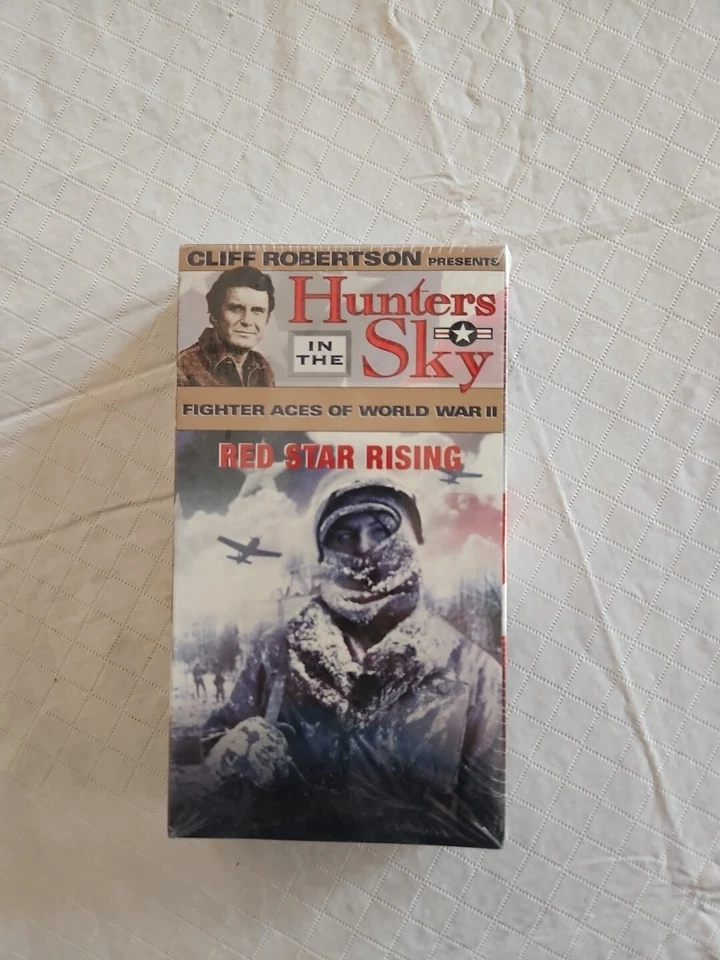 CLIFF ROBERTSON PRESENTS
Hunters
IN THE Sky
FIGHTER ACES OF WORLD WAR II
RED STAR RISING